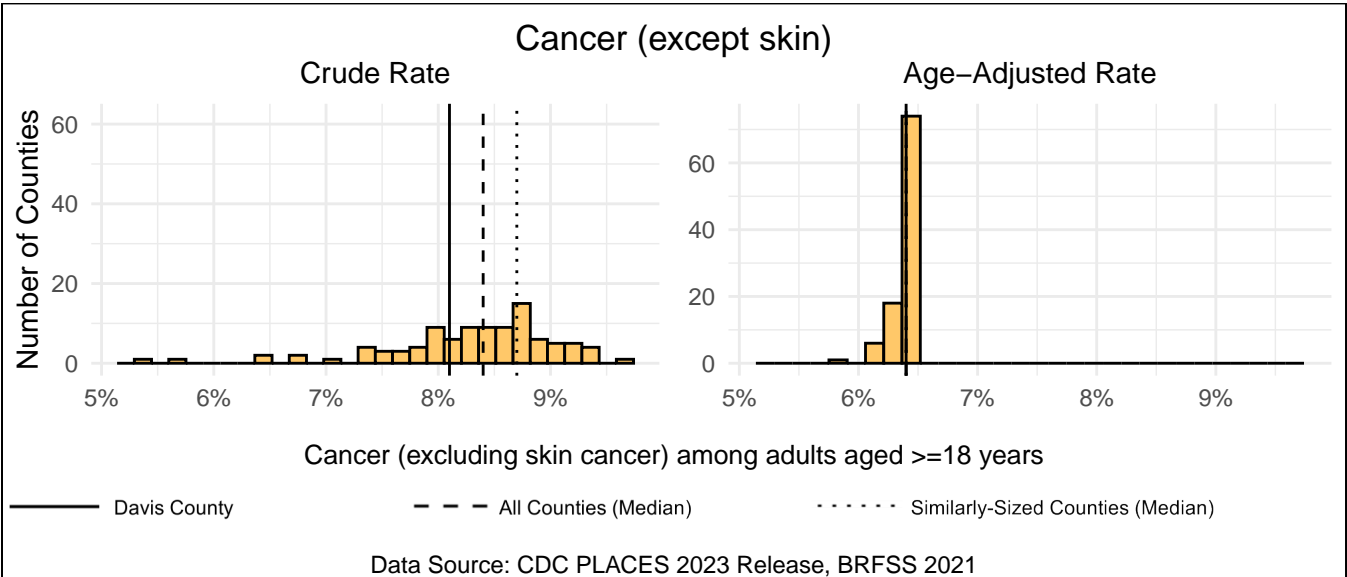 Cancer (except skin)
Crude Rate
Age−Adjusted Rate
Number of Counties
60
40
20
0
5%
6%
7%
8%
9%
60
40
20
0
5%
6%
7%
8%
9%
Cancer (excluding skin cancer) among adults aged >=18 years
Davis County
All Counties (Median)
Similarly-Sized Counties (Median)
Data Source: CDC PLACES 2023 Release, BRFSS 2021